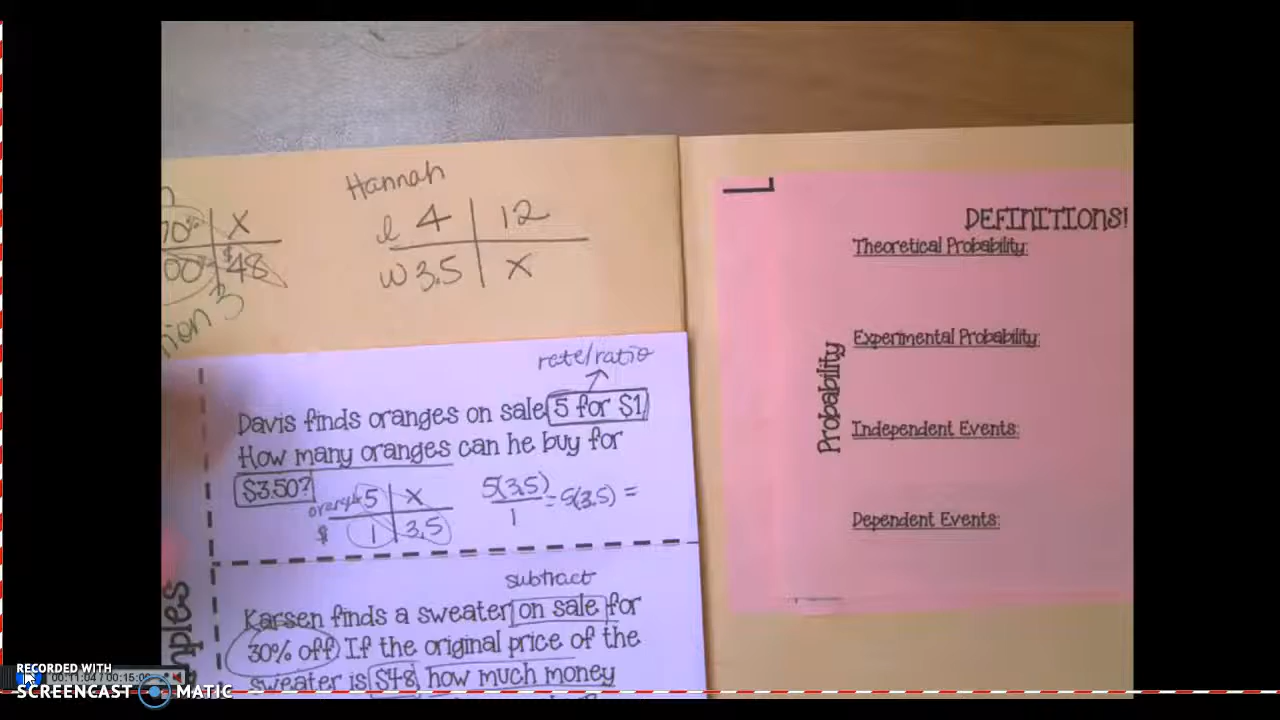 Hannah
70% | X
100% | $48
l 4 | 12
w 3.5 | X
rate/ratio
Davis finds oranges on sale 5 for $1
How many oranges can he buy for
$3.50?
oranges 5 | X
$ 1 | 3.5
5(3.5)
1
= 5(3.5) =
subtract
Karsen finds a sweater on sale for
30% off. If the original price of the
sweater is $48, how much money
DEFINITIONS!
Theoretical Probability:
Experimental Probability:
Probability
Independent Events:
Dependent Events:
RECORDED WITH
SCREENCAST MATIC